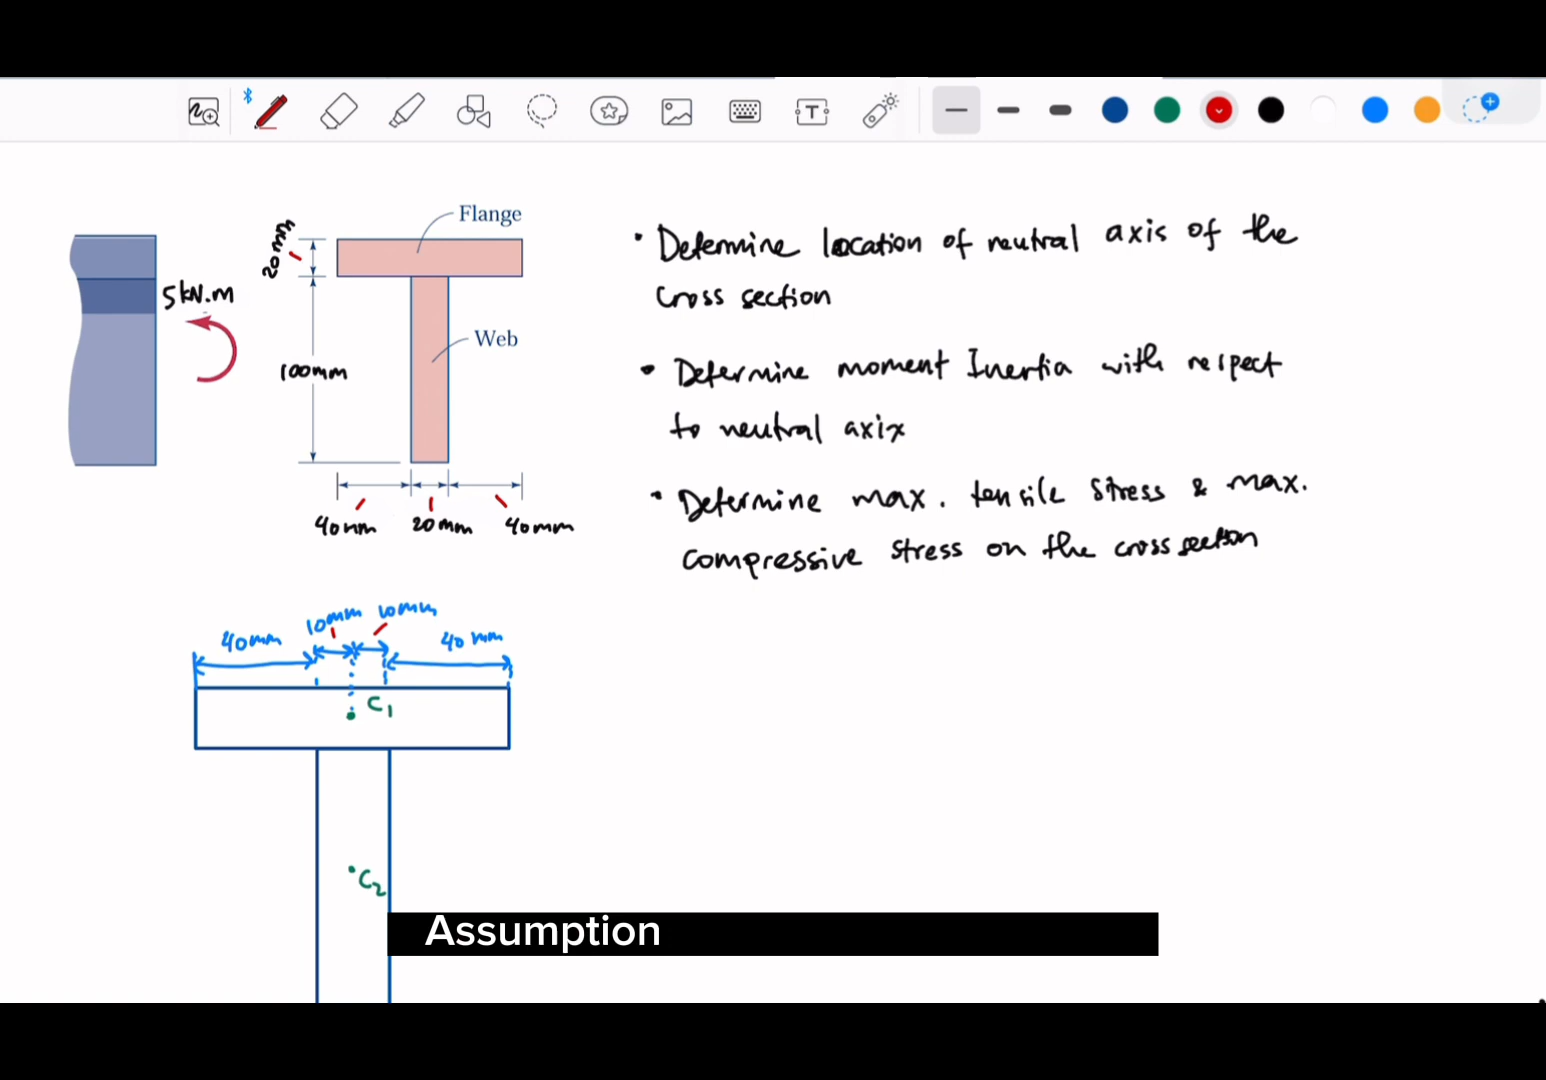 Flange
20mm
• Determine location of neutral axis of the
cross section
5kN.m
Web
100mm
• Determine moment Inertia with respect
to neutral axix
40mm 20mm 40mm
• Determine max. tensile stress & max.
compressive stress on the cross section
40mm 10mm 10mm 40mm
C1
C2
Assumption